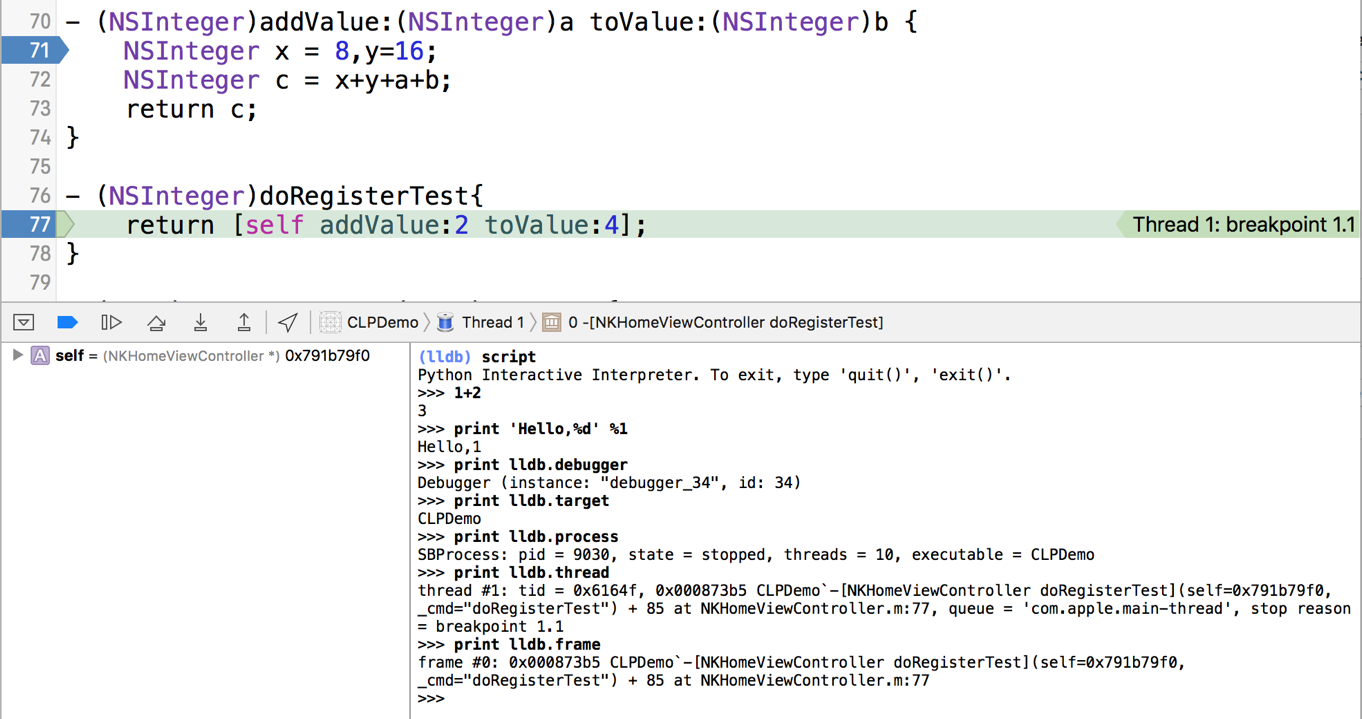 70 - (NSInteger)addValue:(NSInteger)a toValue:(NSInteger)b {
71 NSInteger x = 8,y=16;
72 NSInteger c = x+y+a+b;
73 return c;
74 }
75
76 - (NSInteger)doRegisterTest{
77 return [self addValue:2 toValue:4]; Thread 1: breakpoint 1.1
78 }
79
CLPDemo Thread 1 0 -[NKHomeViewController doRegisterTest]
A self = (NKHomeViewController *) 0x791b79f0
(lldb) script
Python Interactive Interpreter. To exit, type 'quit()', 'exit()'.
>>> 1+2
3
>>> print 'Hello,%d' %1
Hello,1
>>> print lldb.debugger
Debugger (instance: "debugger_34", id: 34)
>>> print lldb.target
CLPDemo
>>> print lldb.process
SBProcess: pid = 9030, state = stopped, threads = 10, executable = CLPDemo
>>> print lldb.thread
thread #1: tid = 0x6164f, 0x000873b5 CLPDemo`-[NKHomeViewController doRegisterTest](self=0x791b79f0,
_cmd="doRegisterTest") + 85 at NKHomeViewController.m:77, queue = 'com.apple.main-thread', stop reason
= breakpoint 1.1
>>> print lldb.frame
frame #0: 0x000873b5 CLPDemo`-[NKHomeViewController doRegisterTest](self=0x791b79f0,
_cmd="doRegisterTest") + 85 at NKHomeViewController.m:77
>>>